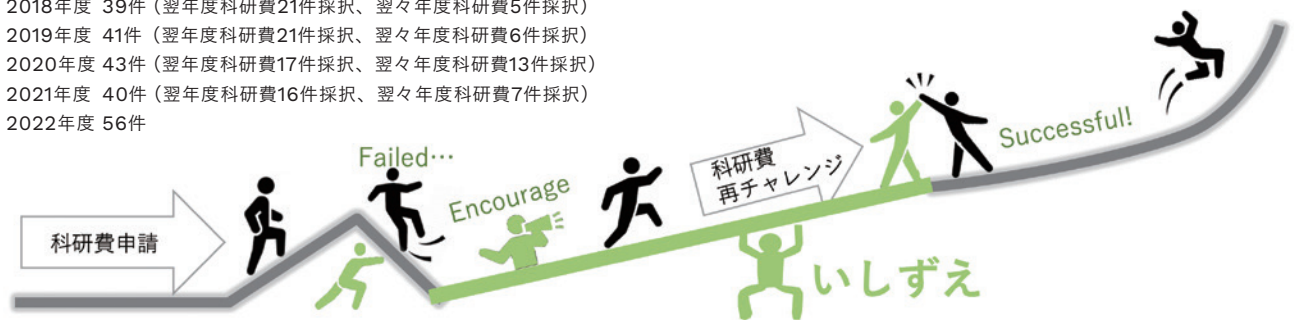 2018年度 39件（翌年度科研費21件採択、翌々年度科研費5件採択）
2019年度 41件（翌年度科研費21件採択、翌々年度科研費6件採択）
2020年度 43件（翌年度科研費17件採択、翌々年度科研費13件採択）
2021年度 40件（翌年度科研費16件採択、翌々年度科研費7件採択）
2022年度 56件
科研費申請
Failed…
Encourage
科研費
再チャレンジ
Successful!
いしずえ